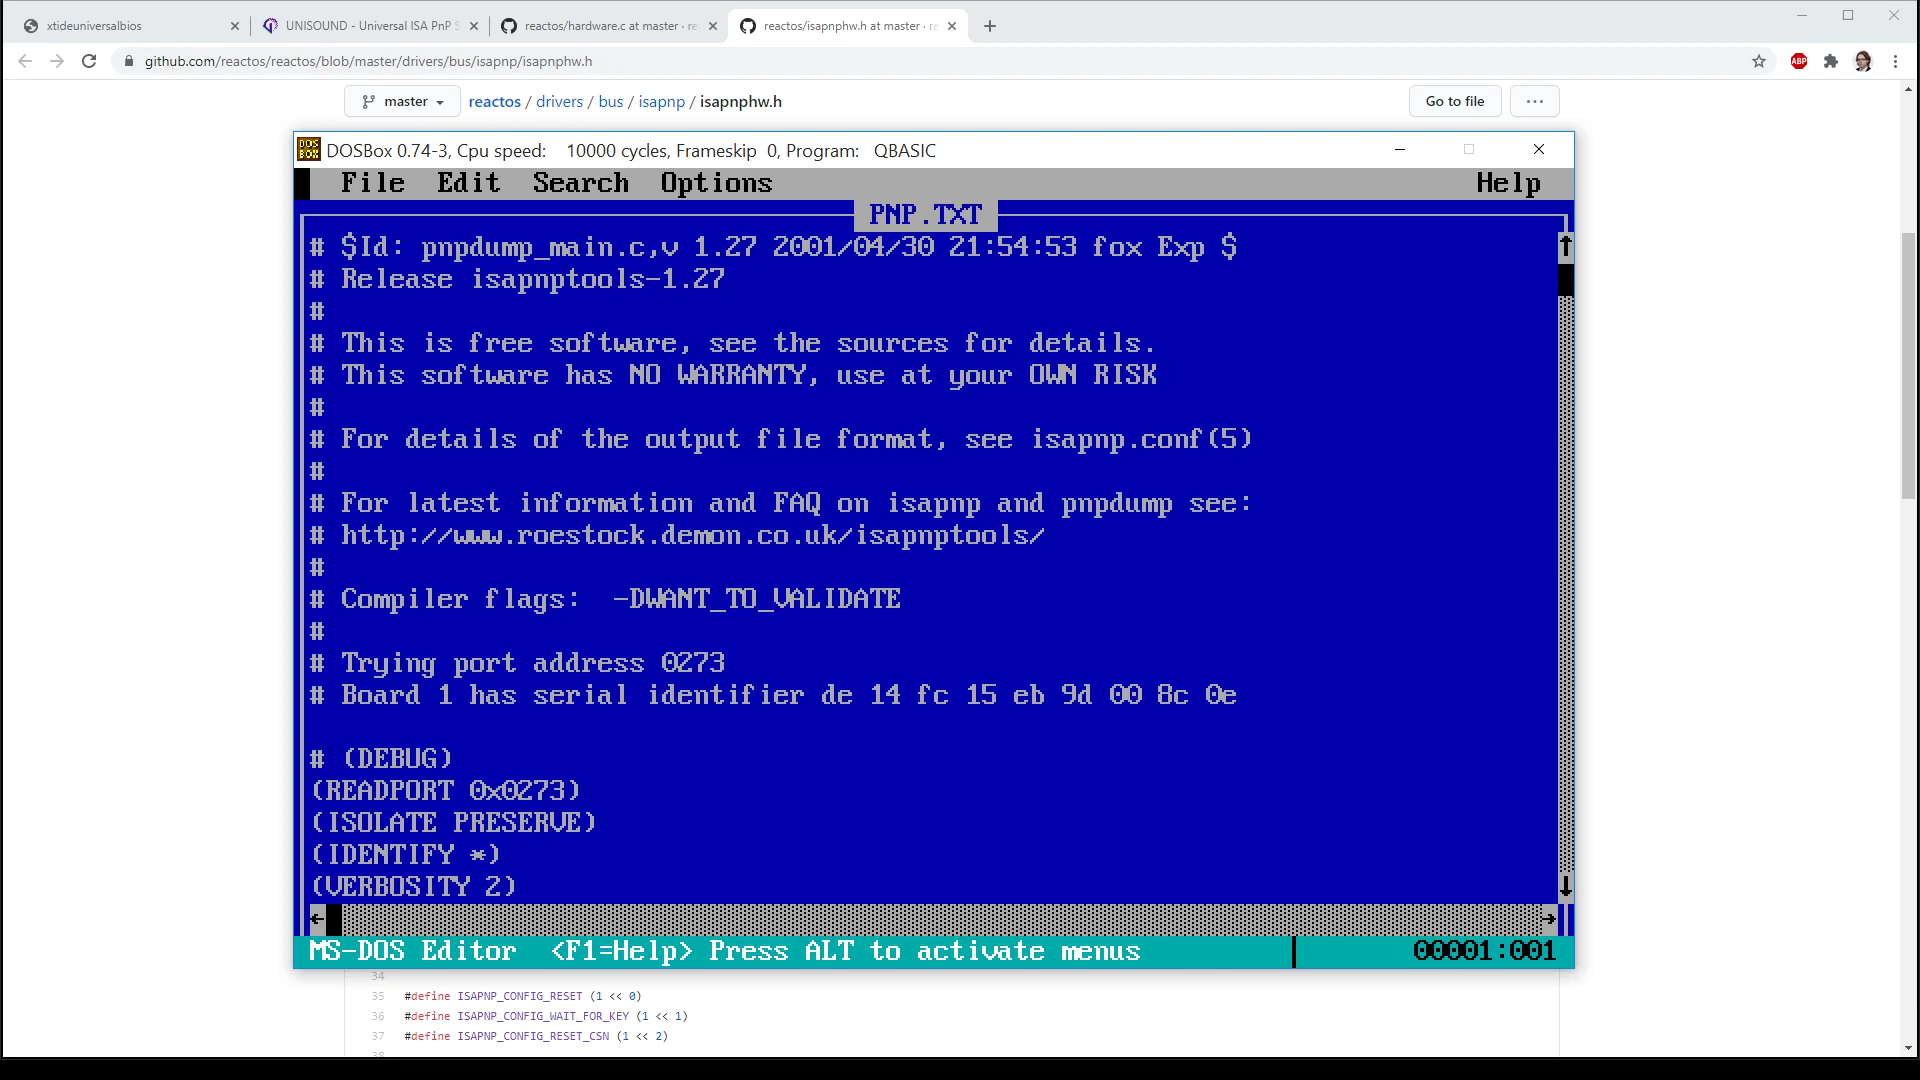 xtideuniversalbios
UNISOUND - Universal ISA PnP S
reactos/hardware.c at master · re
reactos/isapnphw.h at master · re
github.com/reactos/reactos/blob/master/drivers/bus/isapnp/isapnphw.h
ABP
master
reactos / drivers / bus / isapnp / isapnphw.h
Go to file
...
DOS BOX
DOSBox 0.74-3, Cpu speed: 10000 cycles, Frameskip 0, Program: QBASIC
File Edit Search Options Help
PNP.TXT
# $Id: pnpdump_main.c,v 1.27 2001/04/30 21:54:53 fox Exp $
# Release isapnptools-1.27
#
# This is free software, see the sources for details.
# This software has NO WARRANTY, use at your OWN RISK
#
# For details of the output file format, see isapnp.conf(5)
#
# For latest information and FAQ on isapnp and pnpdump see:
# http://www.roestock.demon.co.uk/isapnptools/
#
# Compiler flags: -DWANT_TO_VALIDATE
#
# Trying port address 0273
# Board 1 has serial identifier de 14 fc 15 eb 9d 00 8c 0e
# (DEBUG)
(READPORT 0x0273)
(ISOLATE PRESERVE)
(IDENTIFY *)
(VERBOSITY 2)
MS-DOS Editor <F1=Help> Press ALT to activate menus 00001:001
34
35 #define ISAPNP_CONFIG_RESET (1 << 0)
36 #define ISAPNP_CONFIG_WAIT_FOR_KEY (1 << 1)
37 #define ISAPNP_CONFIG_RESET_CSN (1 << 2)
38